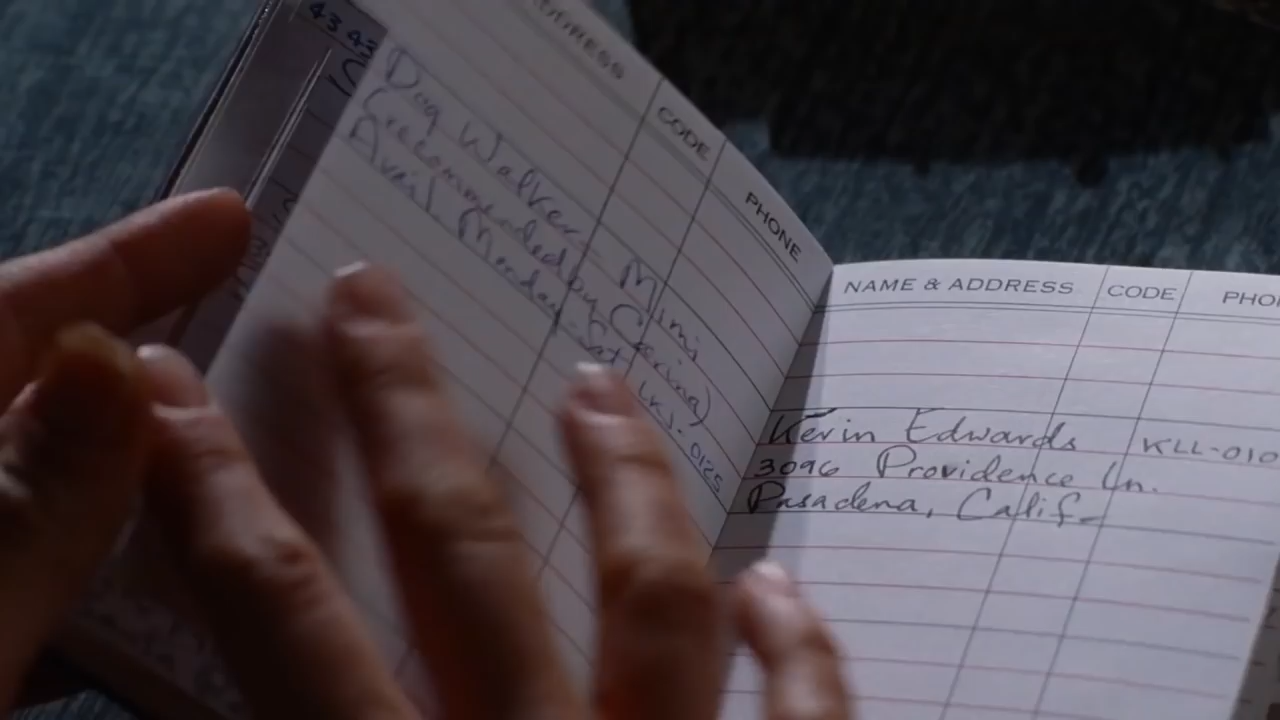 43
ADDRESS CODE PHONE
Dog Walker - Mimi
(recommended by Carina)
Avail. Monday - Sat
NAME & ADDRESS CODE PHO
Kevin Edwards KLL-010
3096 Providence Ln.
Pasadena, Calif-